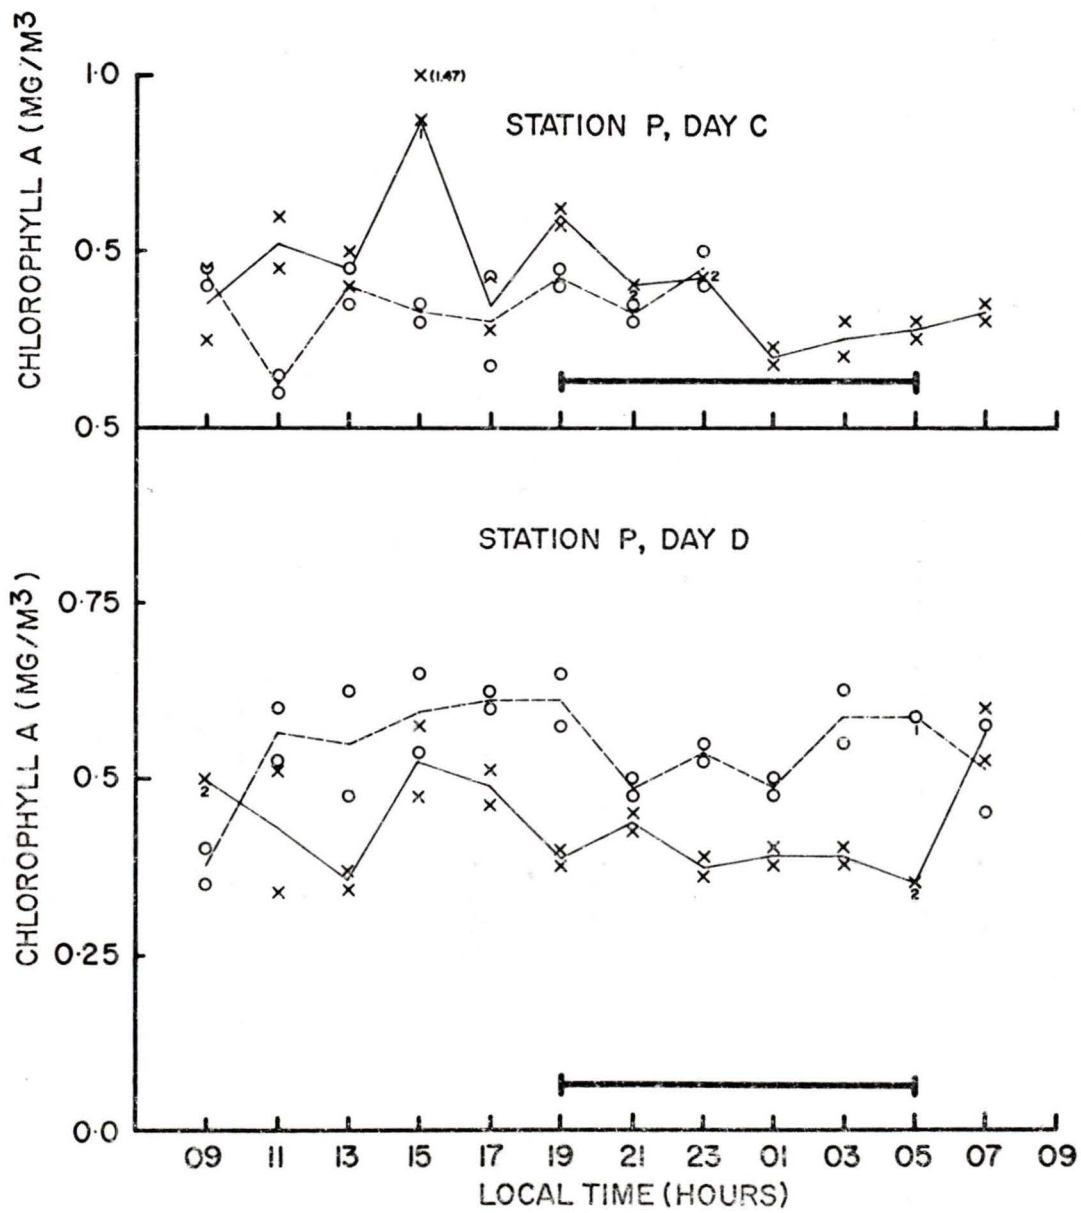 CHLOROPHYLL A (MG/M3
1·0
×(1.47)
STATION P, DAY C
1
0·5
2
2
0·5
STATION P, DAY D
CHLOROPHYLL A (MG/M3)
0·75
1
0·5
2
2
0·25
0·0
09 11 13 15 17 19 21 23 01 03 05 07 09
LOCAL TIME (HOURS)